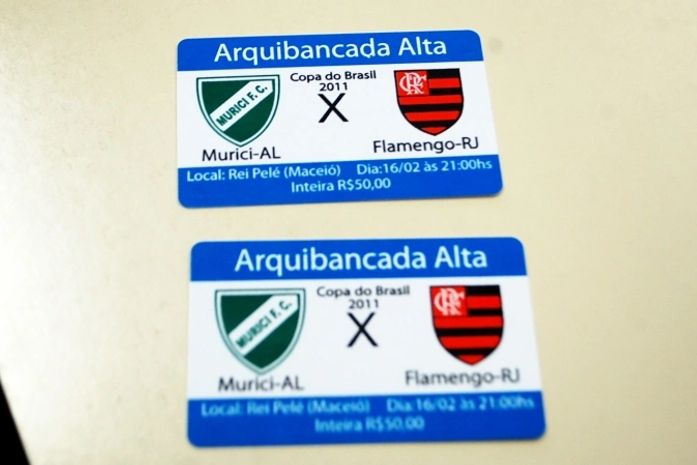 Arquibancada Alta
MURICI F. C.
Copa do Brasil
2011
X
CRF
Murici-AL
Flamengo-RJ
Local: Rei Pelé (Maceió) Dia:16/02 às 21:00hs
Inteira R$50,00
Arquibancada Alta
MURICI F. C.
Copa do Brasil
2011
X
CRF
Murici-AL
Flamengo-RJ
Local: Rei Pelé (Maceió) Dia:16/02 às 21:00hs
Inteira R$50,00